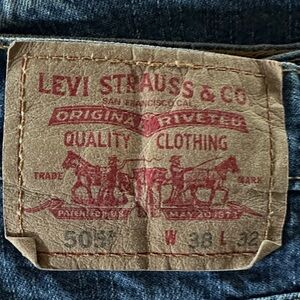 LEVI STRAUSS & CO
SAN FRANCISCO, CAL
ORIGINAL RIVETED
QUALITY CLOTHING
TRADE MARK
PATENTED U.S. MAY 20 1873
505 W 38 L 32